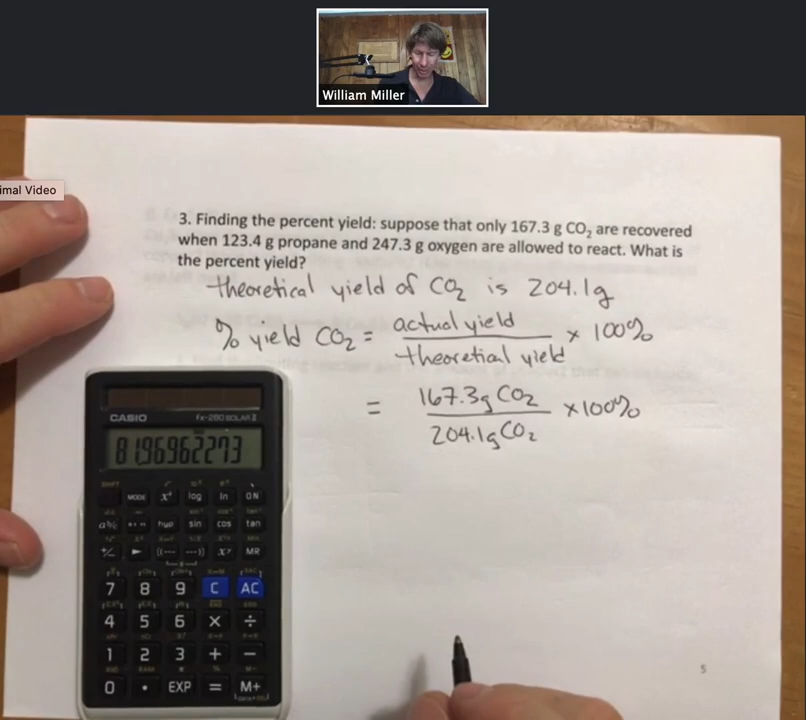 William Miller
imal Video
3. Finding the percent yield: suppose that only 167.3 g CO₂ are recovered
when 123.4 g propane and 247.3 g oxygen are allowed to react. What is
the percent yield?
theoretical yield of CO₂ is 204.1g
% yield CO₂ = actual yield × 100%
theoretial yield
= 167.3g CO₂ ×100%
204.1g CO₂
CASIO fx-260 SOLAR II
81.96962273
MODE log ln ON
hyp sin cos tan
MR
7 8 9 C AC
4 5 6 × ÷
1 2 3 + −
0 • EXP = M+
5